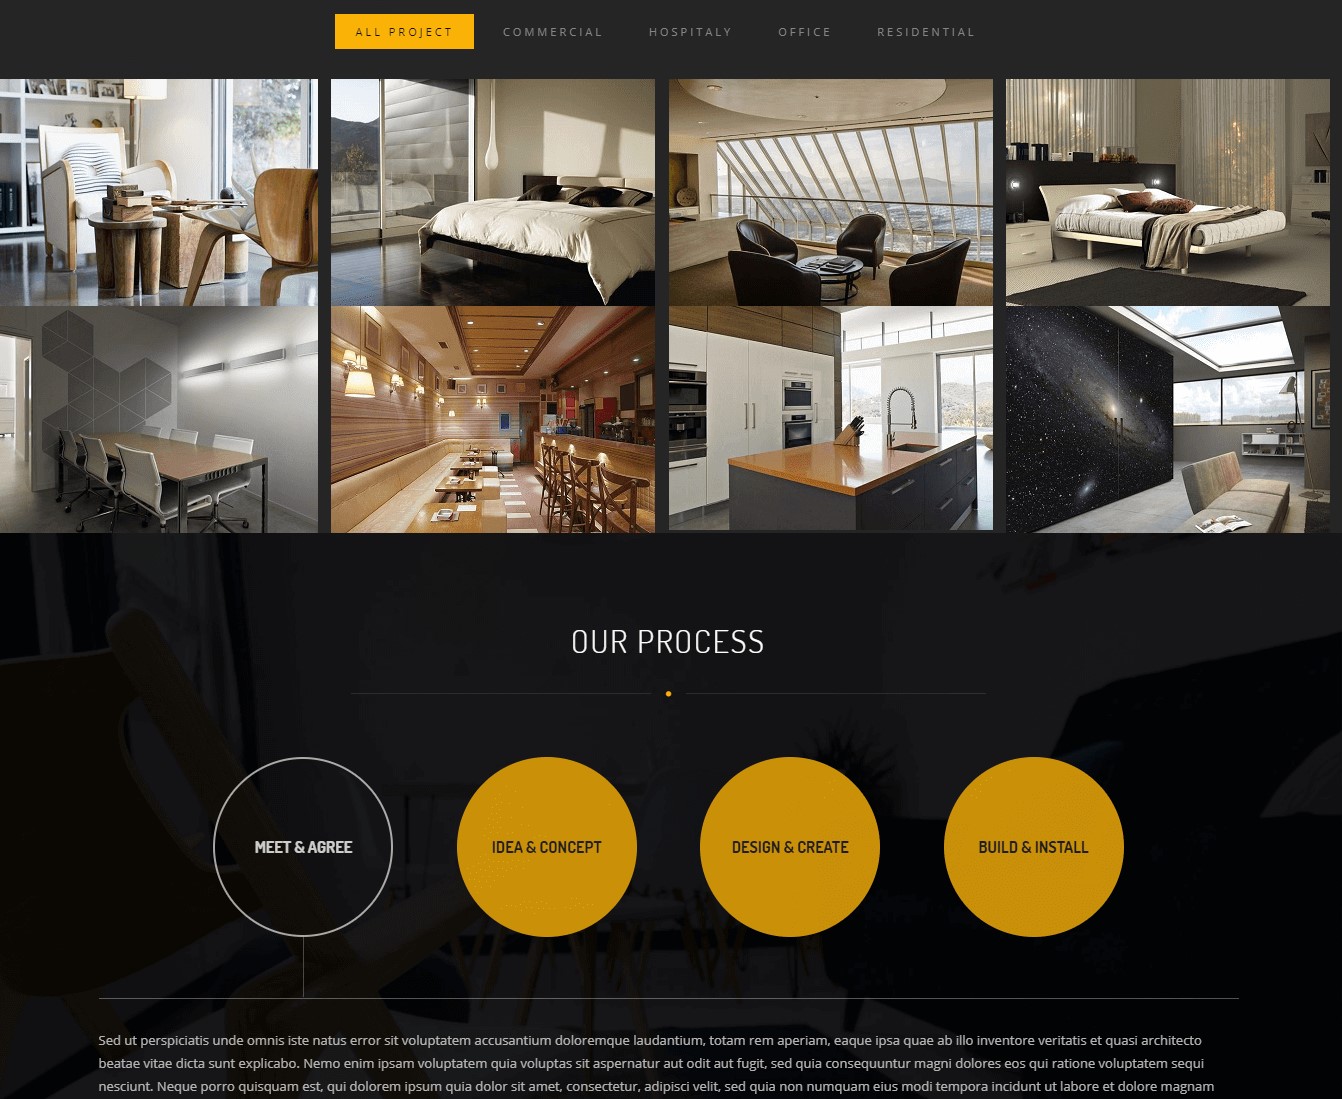 ALL PROJECT COMMERCIAL HOSPITALY OFFICE RESIDENTIAL
OUR PROCESS
MEET & AGREE IDEA & CONCEPT DESIGN & CREATE BUILD & INSTALL
Sed ut perspiciatis unde omnis iste natus error sit voluptatem accusantium doloremque laudantium, totam rem aperiam, eaque ipsa quae ab illo inventore veritatis et quasi architecto
beatae vitae dicta sunt explicabo. Nemo enim ipsam voluptatem quia voluptas sit aspernatur aut odit aut fugit, sed quia consequuntur magni dolores eos qui ratione voluptatem sequi
nesciunt. Neque porro quisquam est, qui dolorem ipsum quia dolor sit amet, consectetur, adipisci velit, sed quia non numquam eius modi tempora incidunt ut labore et dolore magnam